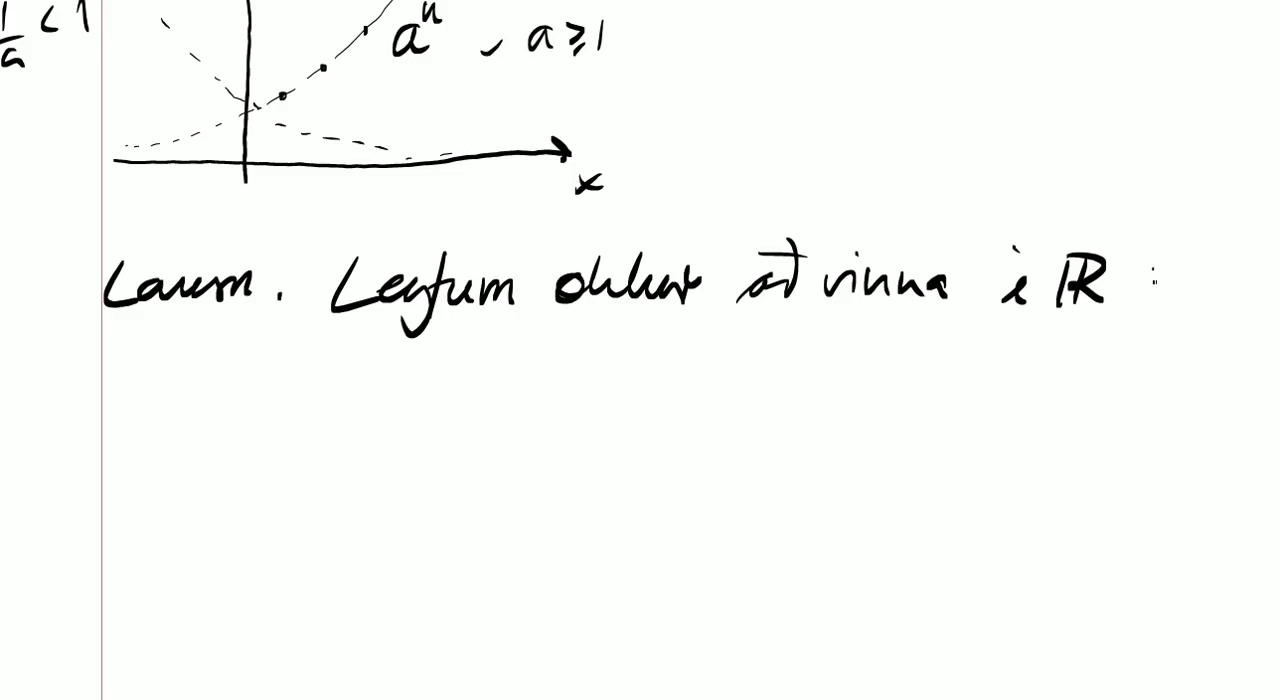 1/a < 1
a^n, a ≥ 1
x
Lausn. Leyfum okkur að vinna í ℝ :